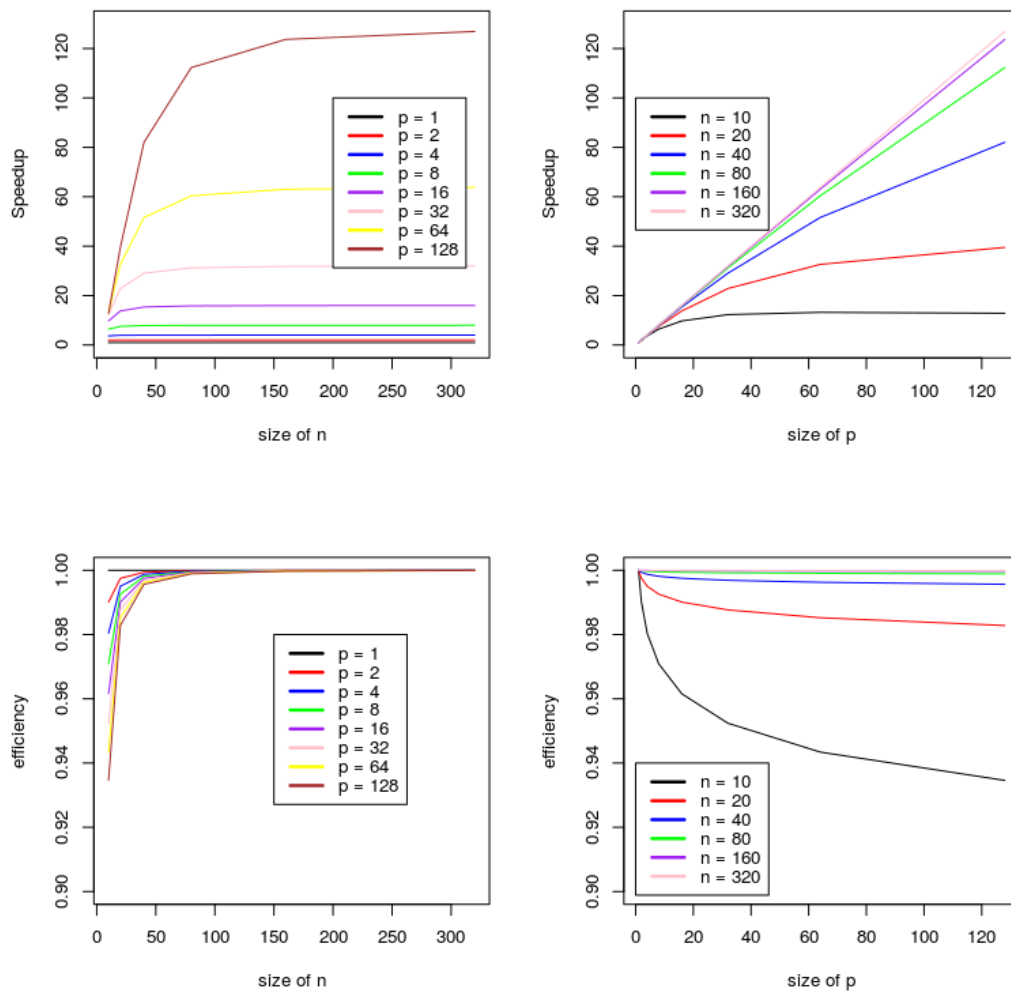 Speedup
0 20 40 60 80 100 120
p = 1
p = 2
p = 4
p = 8
p = 16
p = 32
p = 64
p = 128
0 50 100 150 200 250 300
size of n
Speedup
0 20 40 60 80 100 120
n = 10
n = 20
n = 40
n = 80
n = 160
n = 320
0 20 40 60 80 100 120
size of p
efficiency
0.90 0.92 0.94 0.96 0.98 1.00
p = 1
p = 2
p = 4
p = 8
p = 16
p = 32
p = 64
p = 128
0 50 100 150 200 250 300
size of n
efficiency
0.90 0.92 0.94 0.96 0.98 1.00
n = 10
n = 20
n = 40
n = 80
n = 160
n = 320
0 20 40 60 80 100 120
size of p